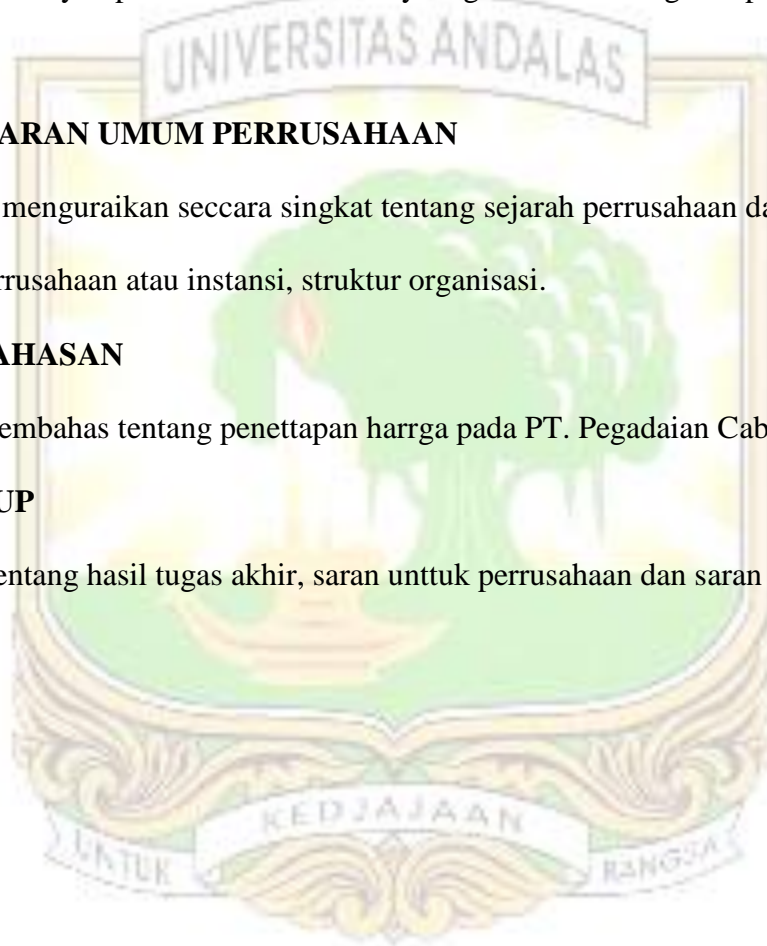 UNIVERSITAS ANDALAS
ARAN UMUM PERRUSAHAAN
menguraikan seccara singkat tentang sejarah perrusahaan da
rrusahaan atau instansi, struktur organisasi.
AHASAN
embahas tentang penettapan harrga pada PT. Pegadaian Cab
UP
entang hasil tugas akhir, saran unttuk perrusahaan dan saran
KEDJAJAAN
UNTUK BANGSA